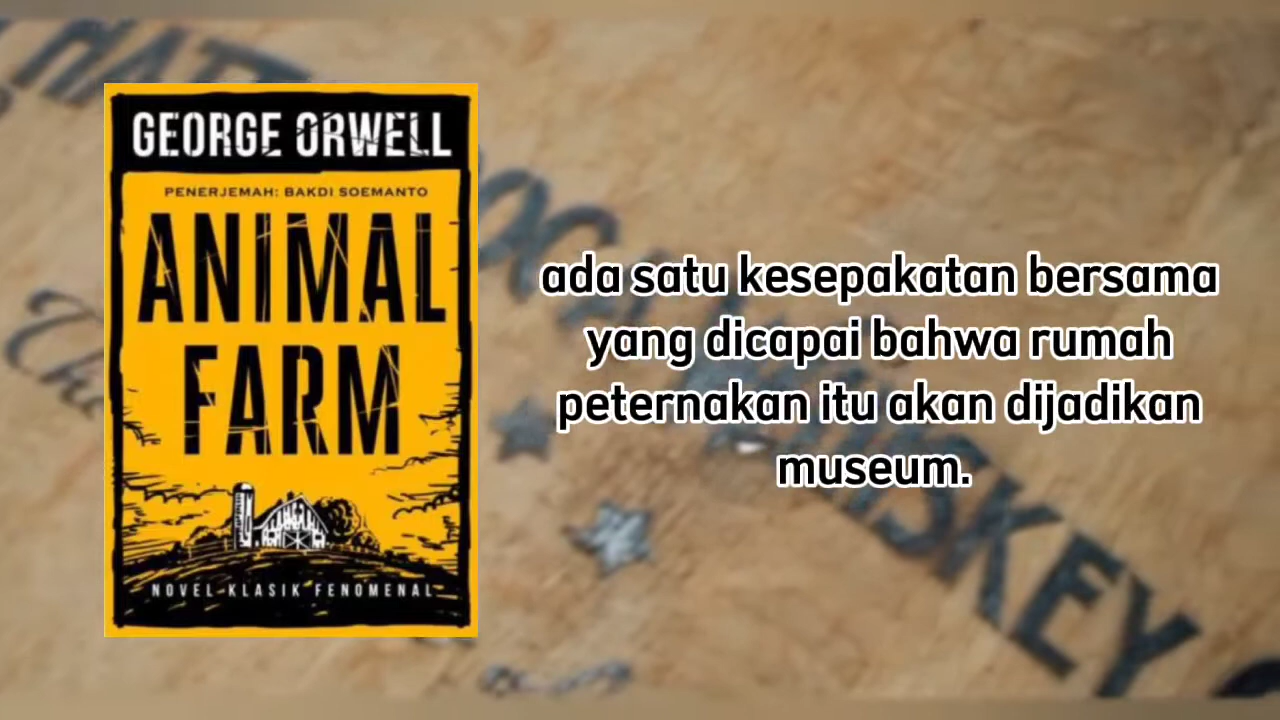 GEORGE ORWELL
PENERJEMAH: BAKDI SOEMANTO
ANIMAL
FARM
NOVEL KLASIK FENOMENAL
ada satu kesepakatan bersama
yang dicapai bahwa rumah
peternakan itu akan dijadikan
museum.
WHISKEY